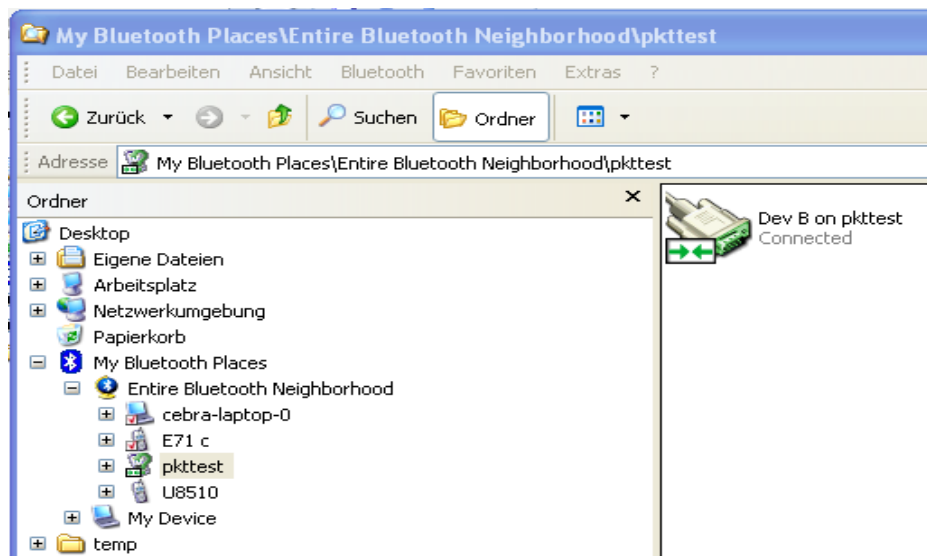 My Bluetooth Places\Entire Bluetooth Neighborhood\pkttest
Datei Bearbeiten Ansicht Bluetooth Favoriten Extras ?
Zurück Suchen Ordner
Adresse My Bluetooth Places\Entire Bluetooth Neighborhood\pkttest
Ordner
Desktop
Eigene Dateien
Arbeitsplatz
Netzwerkumgebung
Papierkorb
My Bluetooth Places
Entire Bluetooth Neighborhood
cebra-laptop-0
E71 c
pkttest
U8510
My Device
temp
Dev B on pkttest
Connected